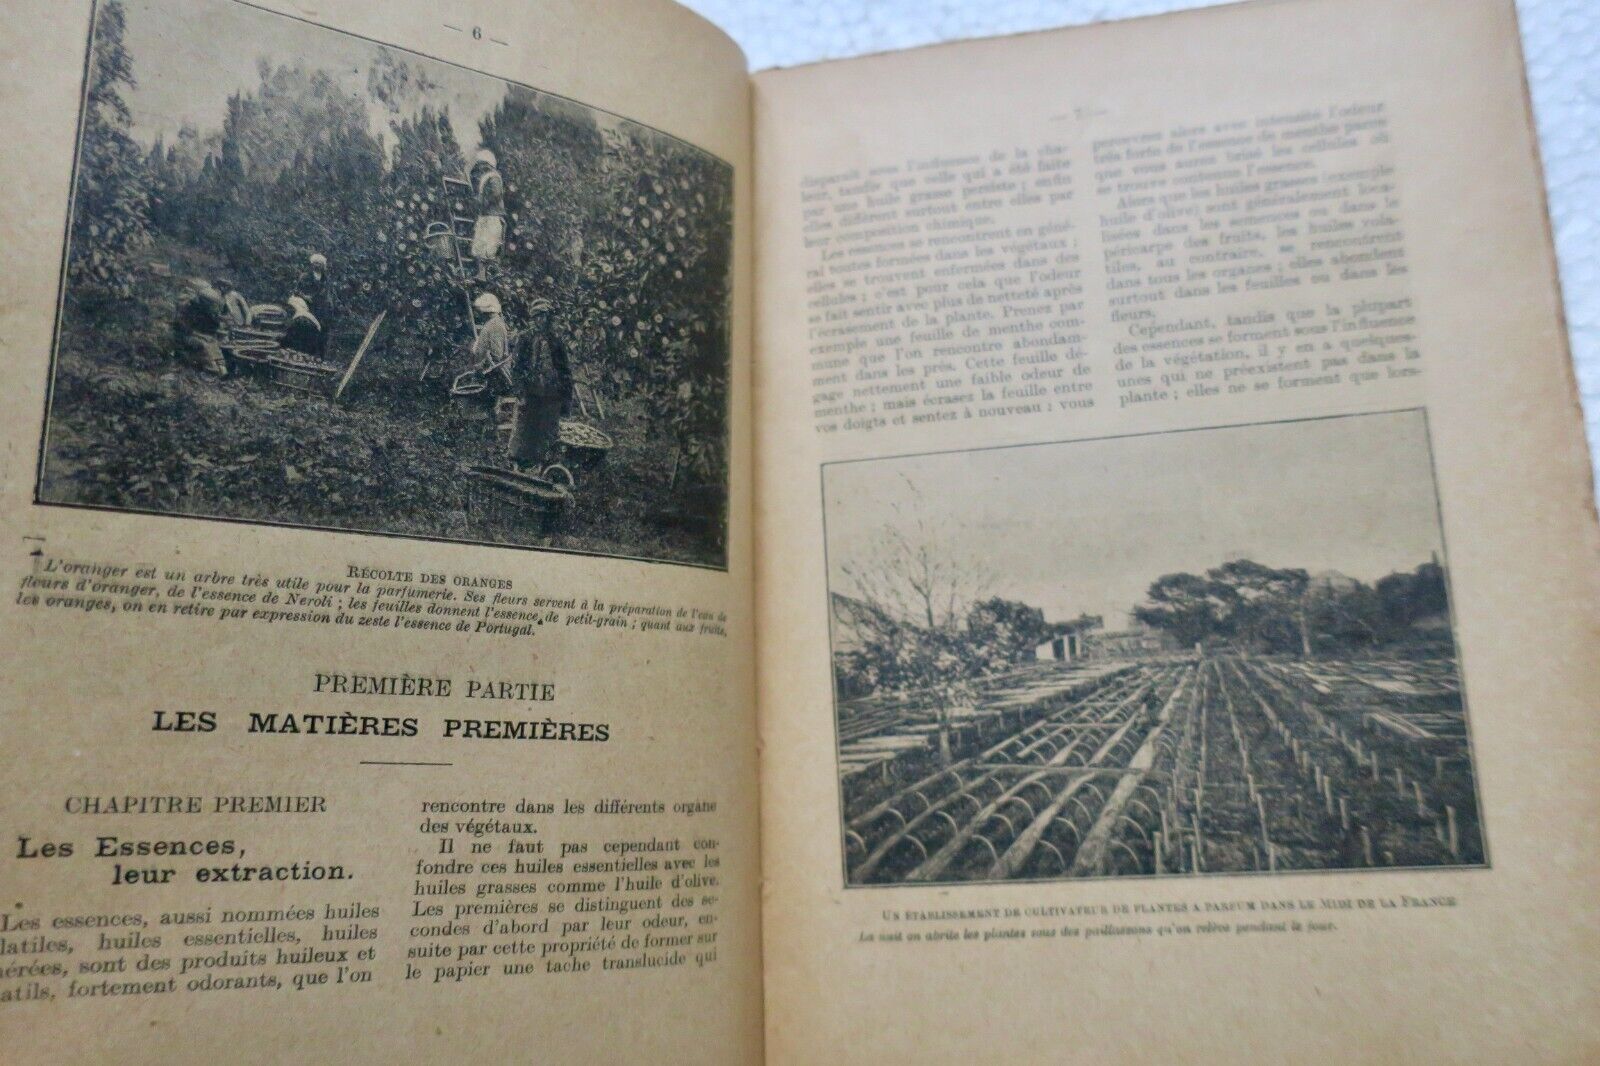 — 6 —
RÉCOLTE DES ORANGES
L'oranger est un arbre très utile pour la parfumerie. Ses fleurs servent à la préparation de l'eau de
fleurs d'oranger, de l'essence de Neroli ; les feuilles donnent l'essence de petit-grain ; quant aux fruits,
les oranges, on en retire par expression du zeste l'essence de Portugal.
PREMIÈRE PARTIE
LES MATIÈRES PREMIÈRES
CHAPITRE PREMIER
Les Essences,
leur extraction.
Les essences, aussi nommées huiles
latiles, huiles essentielles, huiles
érées, sont des produits huileux et
atils, fortement odorants, que l'on
rencontre dans les différents organe
des végétaux.
Il ne faut pas cependant con-
fondre ces huiles essentielles avec les
huiles grasses comme l'huile d'olive.
Les premières se distinguent des se-
condes d'abord par leur odeur, en-
suite par cette propriété de former sur
le papier une tache translucide qui
— 7 —
disparaît sous l'influence de la cha-
leur, tandis que celle qui a été faite
par une huile grasse persiste ; enfin
elles diffèrent surtout entre elles par
leur composition chimique.
Les essences se rencontrent en géné-
ral toutes formées dans les végétaux ;
elles se trouvent enfermées dans des
cellules ; c'est pour cela que l'odeur
se fait sentir avec plus de netteté après
l'écrasement de la plante. Prenez par
exemple une feuille de menthe com-
mune que l'on rencontre abondam-
ment dans les prés. Cette feuille dé-
gage nettement une faible odeur de
menthe ; mais écrasez la feuille entre
vos doigts et sentez à nouveau : vous
percevrez alors avec intensité l'odeur
très forte de l'essence de menthe parce
que vous aurez brisé les cellules où
se trouve contenue l'essence.
Alors que les huiles grasses (exemple
huile d'olive) sont généralement loca-
lisées dans les semences ou dans le
péricarpe des fruits, les huiles vola-
tiles, au contraire, se rencontrent
dans tous les organes ; elles abondent
surtout dans les feuilles ou dans les
fleurs.
Cependant, tandis que la plupart
des essences se forment sous l'influence
de la végétation, il y en a quelques-
unes qui ne préexistent pas dans la
plante ; elles ne se forment que lors-
UN ÉTABLISSEMENT DE CULTIVATEUR DE PLANTES A PARFUM DANS LE MIDI DE LA FRANCE
La nuit on abrite les plantes sous des paillassons qu'on relève pendant le jour.